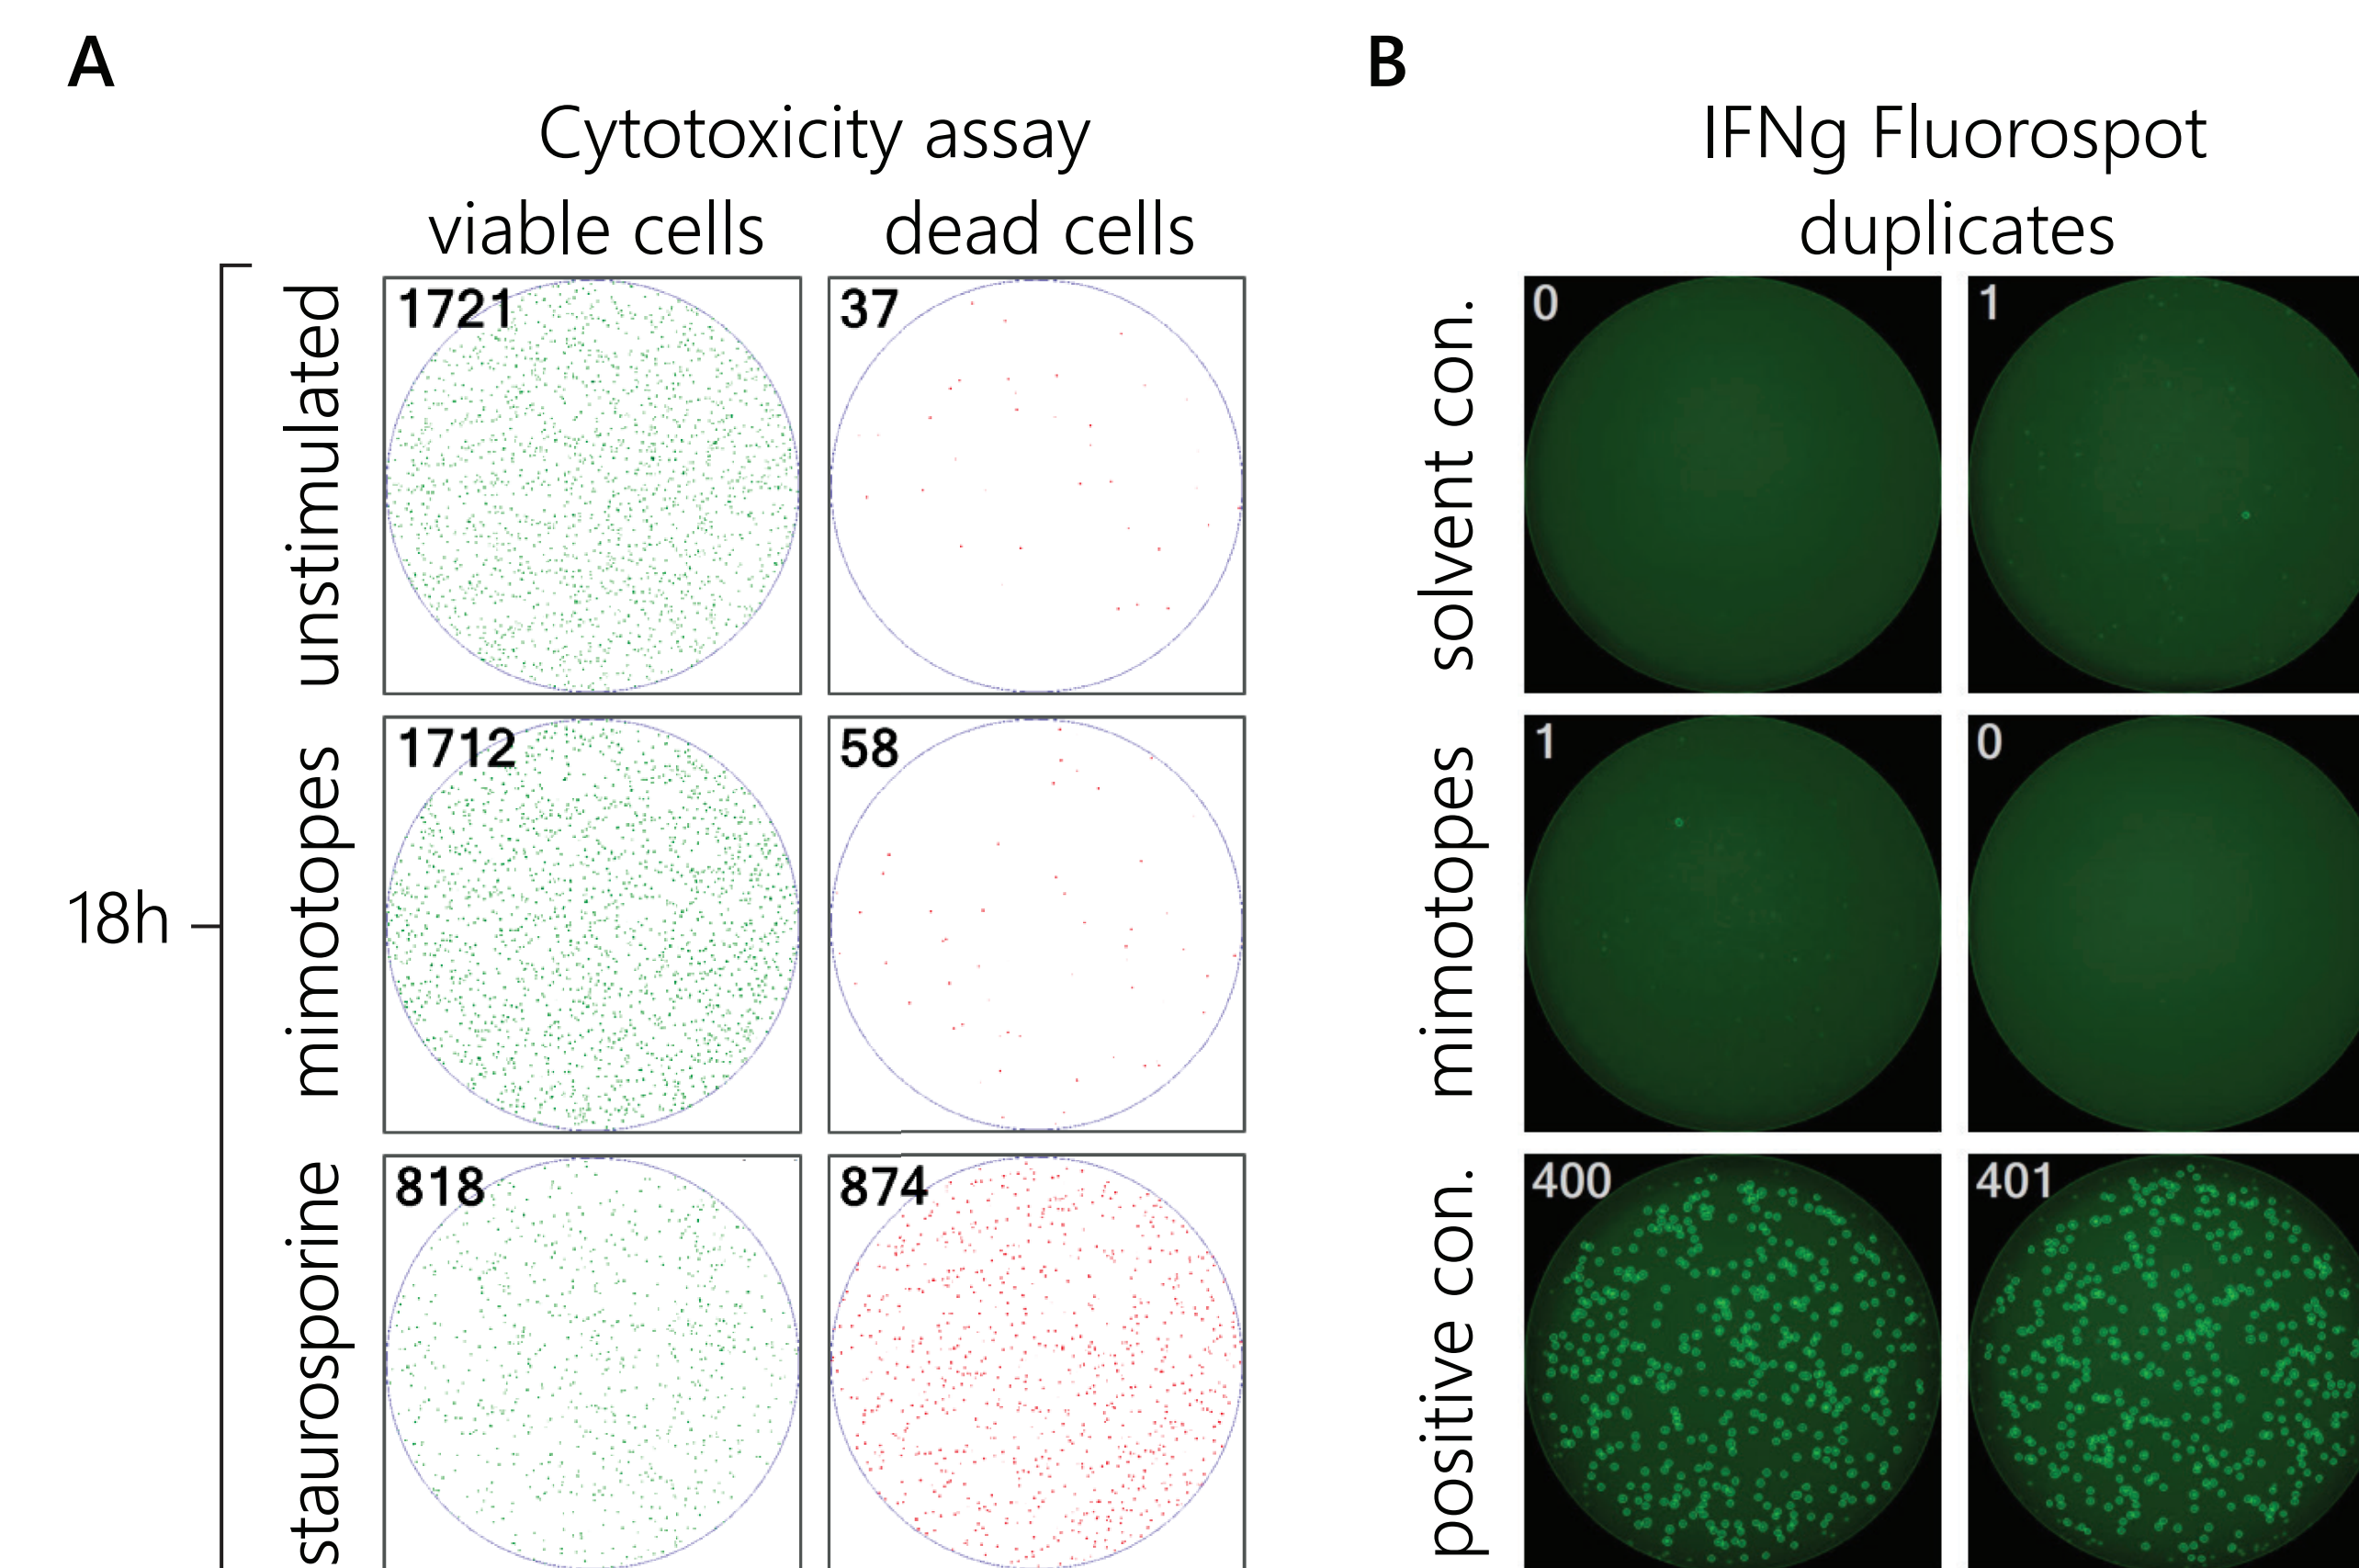 A
Cytotoxicity assay
viable cells
dead cells
18h
unstimulated
1721
37
mimotopes
1712
58
staurosporine
818
874
B
IFNg Fluorospot
duplicates
solvent con.
0
1
mimotopes
1
0
positive con.
400
401